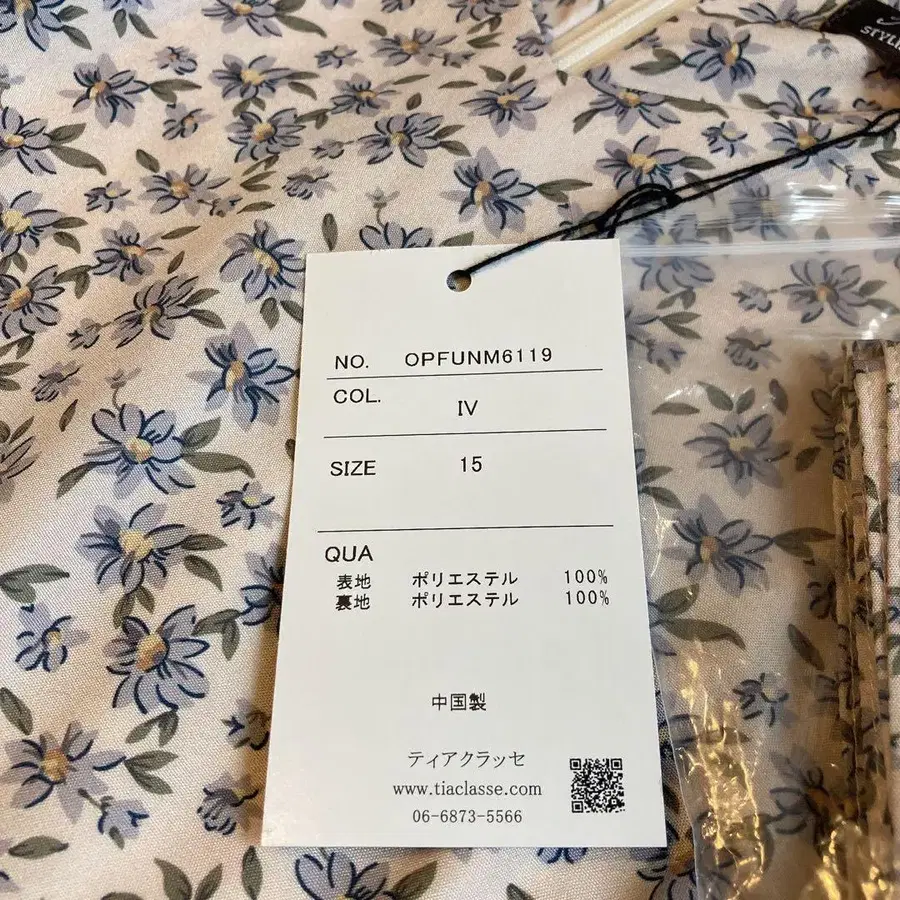 NO. OPFUNM6119
COL. IV
SIZE 15
QUA
表地 ポリエステル 100%
裏地 ポリエステル 100%
中国製
ティアクラッセ
www.tiaclasse.com
06-6873-5566